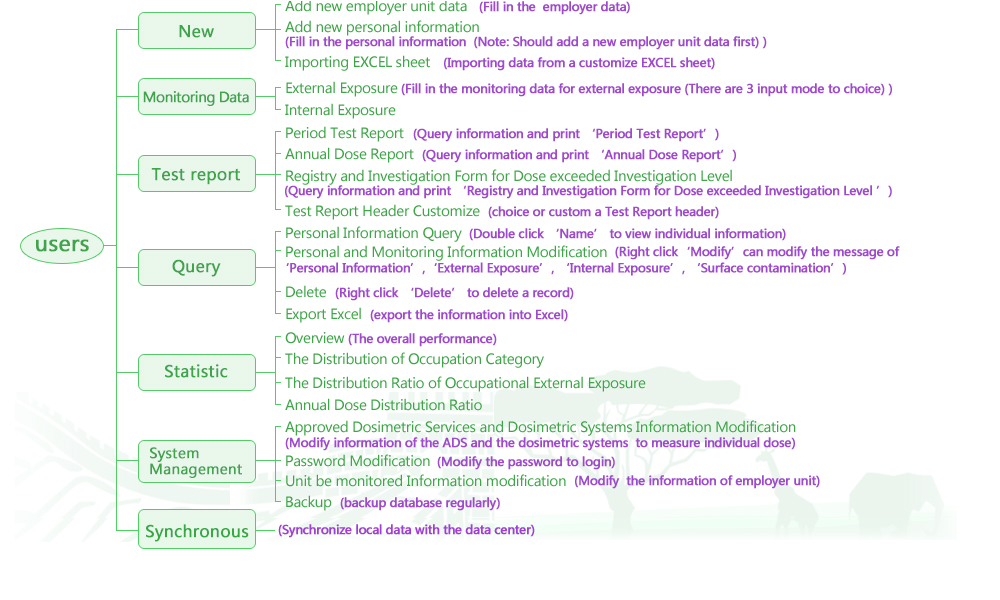 Add new employer unit data (Fill in the employer data)
New
Add new personal information
(Fill in the personal information (Note: Should add a new employer unit data first) )
Importing EXCEL sheet (Importing data from a customize EXCEL sheet)
Monitoring Data
External Exposure (Fill in the monitoring data for external exposure (There are 3 input mode to choice) )
Internal Exposure
Period Test Report (Query information and print ‘Period Test Report’ )
Annual Dose Report (Query information and print ‘Annual Dose Report’ )
Test report
Registry and Investigation Form for Dose exceeded Investigation Level
(Query information and print ‘Registry and Investigation Form for Dose exceeded Investigation Level ’ )
Test Report Header Customize (choice or custom a Test Report header)
users
Personal Information Query (Double click ‘Name’ to view individual information)
Personal and Monitoring Information Modification (Right click ‘Modify’ can modify the message of
‘Personal Information’ , ‘External Exposure’ , ‘Internal Exposure’ , ‘Surface contamination’ )
Query
Delete (Right click ‘Delete’ to delete a record)
Export Excel (export the information into Excel)
Overview (The overall performance)
The Distribution of Occupation Category
Statistic
The Distribution Ratio of Occupational External Exposure
Annual Dose Distribution Ratio
Approved Dosimetric Services and Dosimetric Systems Information Modification
(Modify information of the ADS and the dosimetric systems to measure individual dose)
System
Management
Password Modification (Modify the password to login)
Unit be monitored Information modification (Modify the information of employer unit)
Backup (backup database regularly)
Synchronous
(Synchronize local data with the data center)